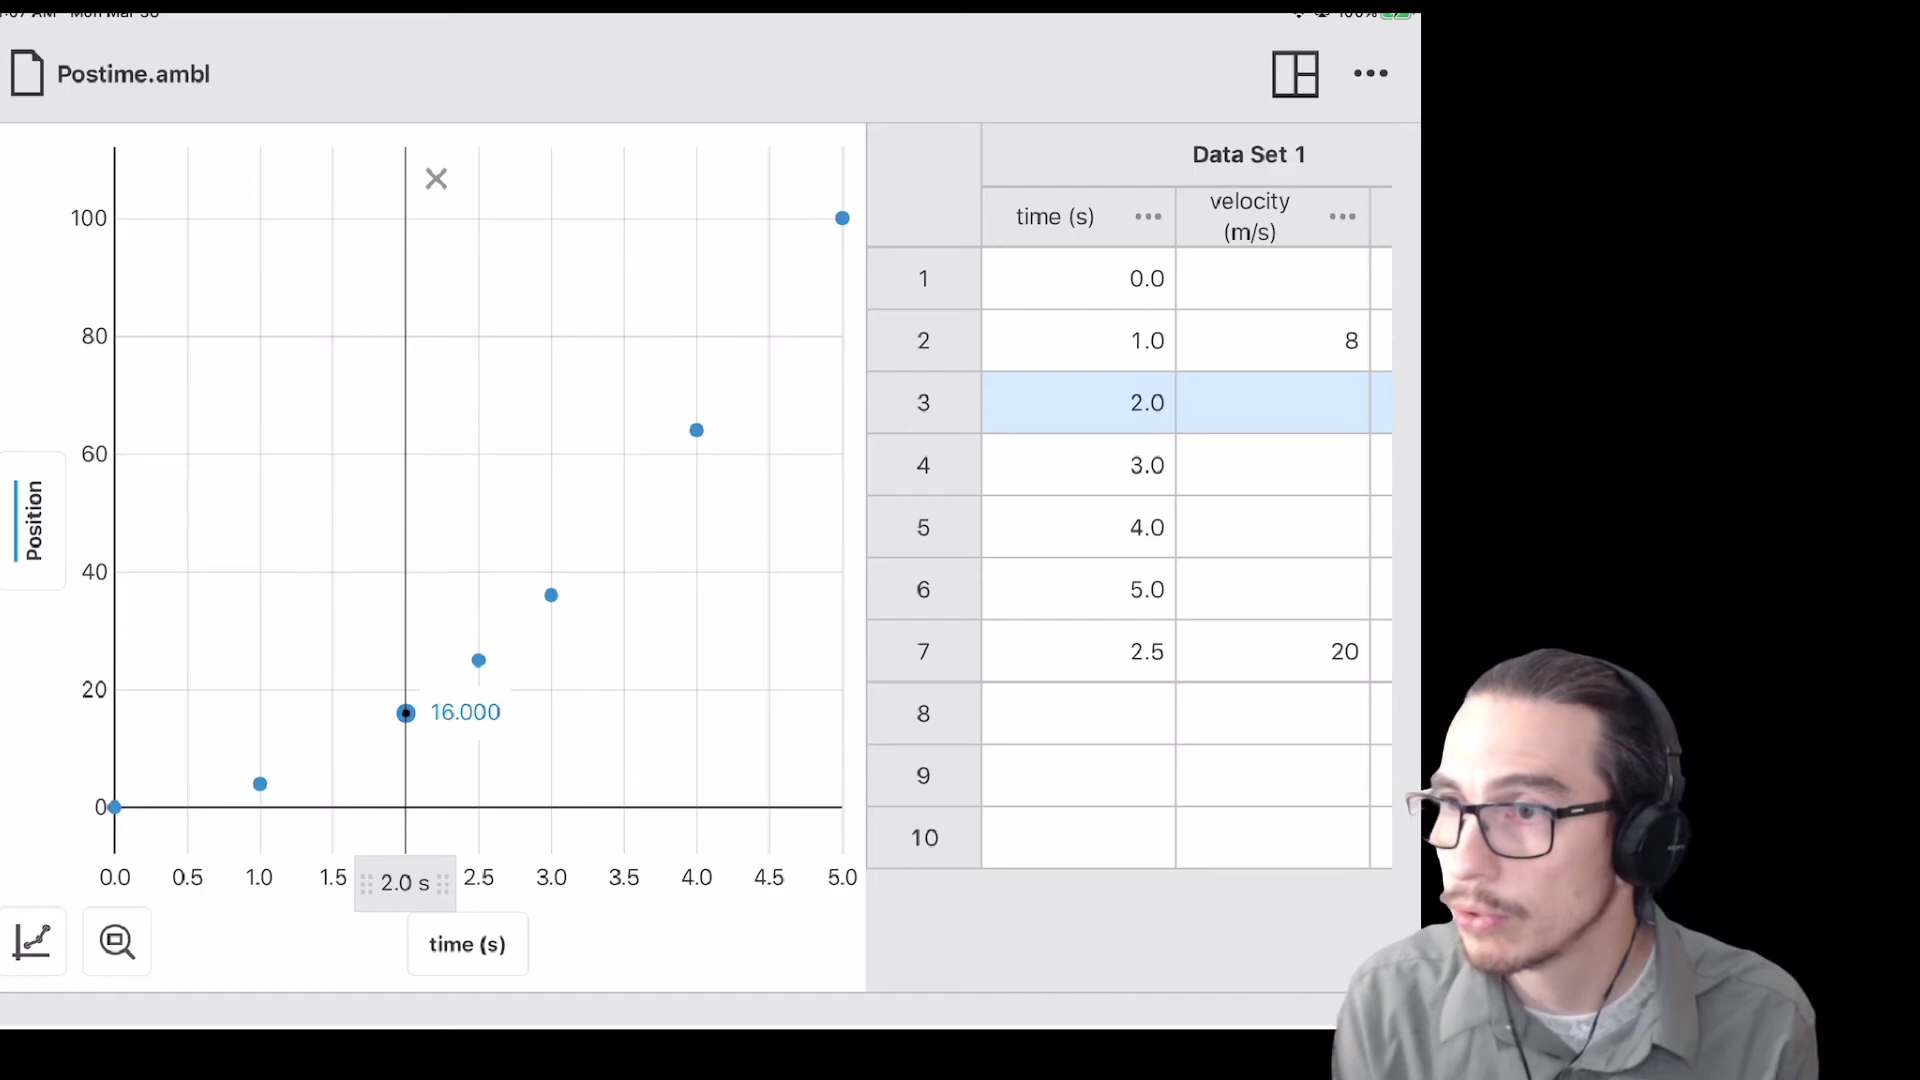 Postime.ambl
Data Set 1
time (s)
velocity
(m/s)
1 0.0
2 1.0 8
3 2.0
4 3.0
5 4.0
6 5.0
7 2.5 20
8
9
10
100
80
60
40
20
0
Position
16.000
0.0 0.5 1.0 1.5 2.0 s 2.5 3.0 3.5 4.0 4.5 5.0
time (s)